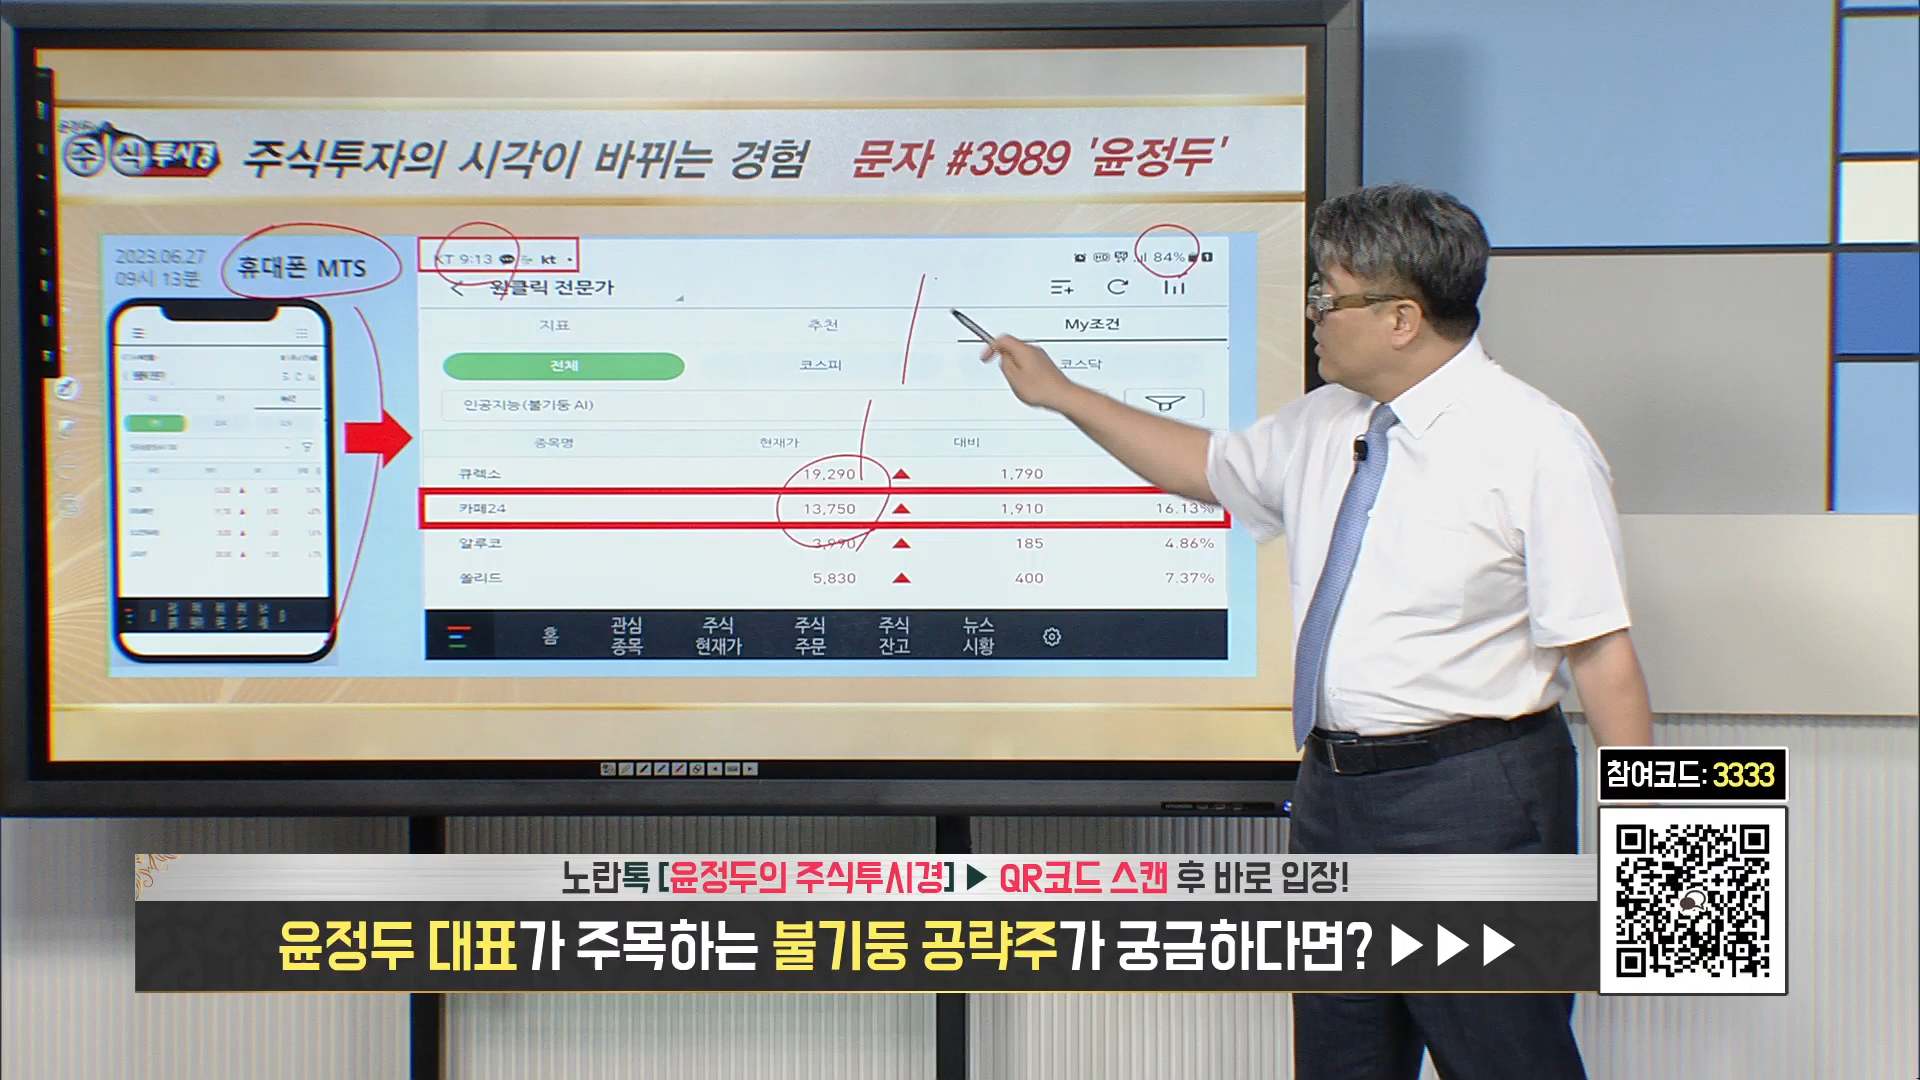 윤정두의
주식투시경
주식투자의 시각이 바뀌는 경험 문자 #3989 '윤정두'
2023.06.27
09시 13분
휴대폰 MTS
KT 9:13 kt
84%
원클릭 전문가
지표 추천 My조건
전체 코스피 코스닥
인공지능(불기둥 AI)
종목명 현재가 대비
큐렉소 19,290 ▲ 1,790
카페24 13,750 ▲ 1,910 16.13%
알루코 3,990 ▲ 185 4.86%
쏠리드 5,830 ▲ 400 7.37%
홈 관심종목 주식현재가 주식주문 주식잔고 뉴스시황
참여코드: 3333
노란톡 [윤정두의 주식투시경] ▶ QR코드 스캔 후 바로 입장!
윤정두 대표가 주목하는 불기둥 공략주가 궁금하다면? ▶▶▶